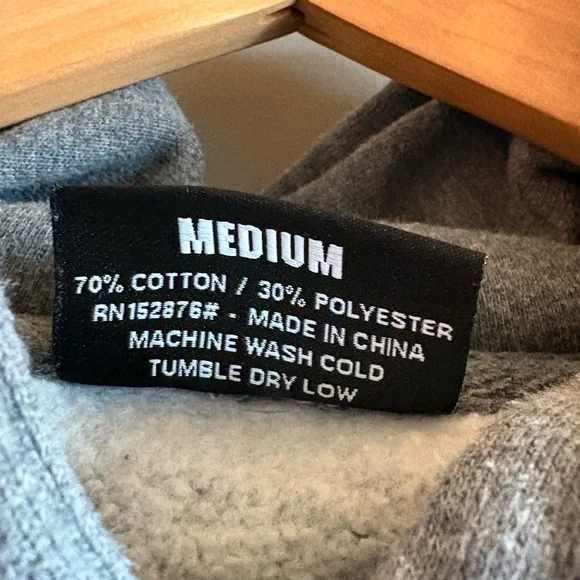 MEDIUM
70% COTTON / 30% POLYESTER
RN152876# - MADE IN CHINA
MACHINE WASH COLD
TUMBLE DRY LOW